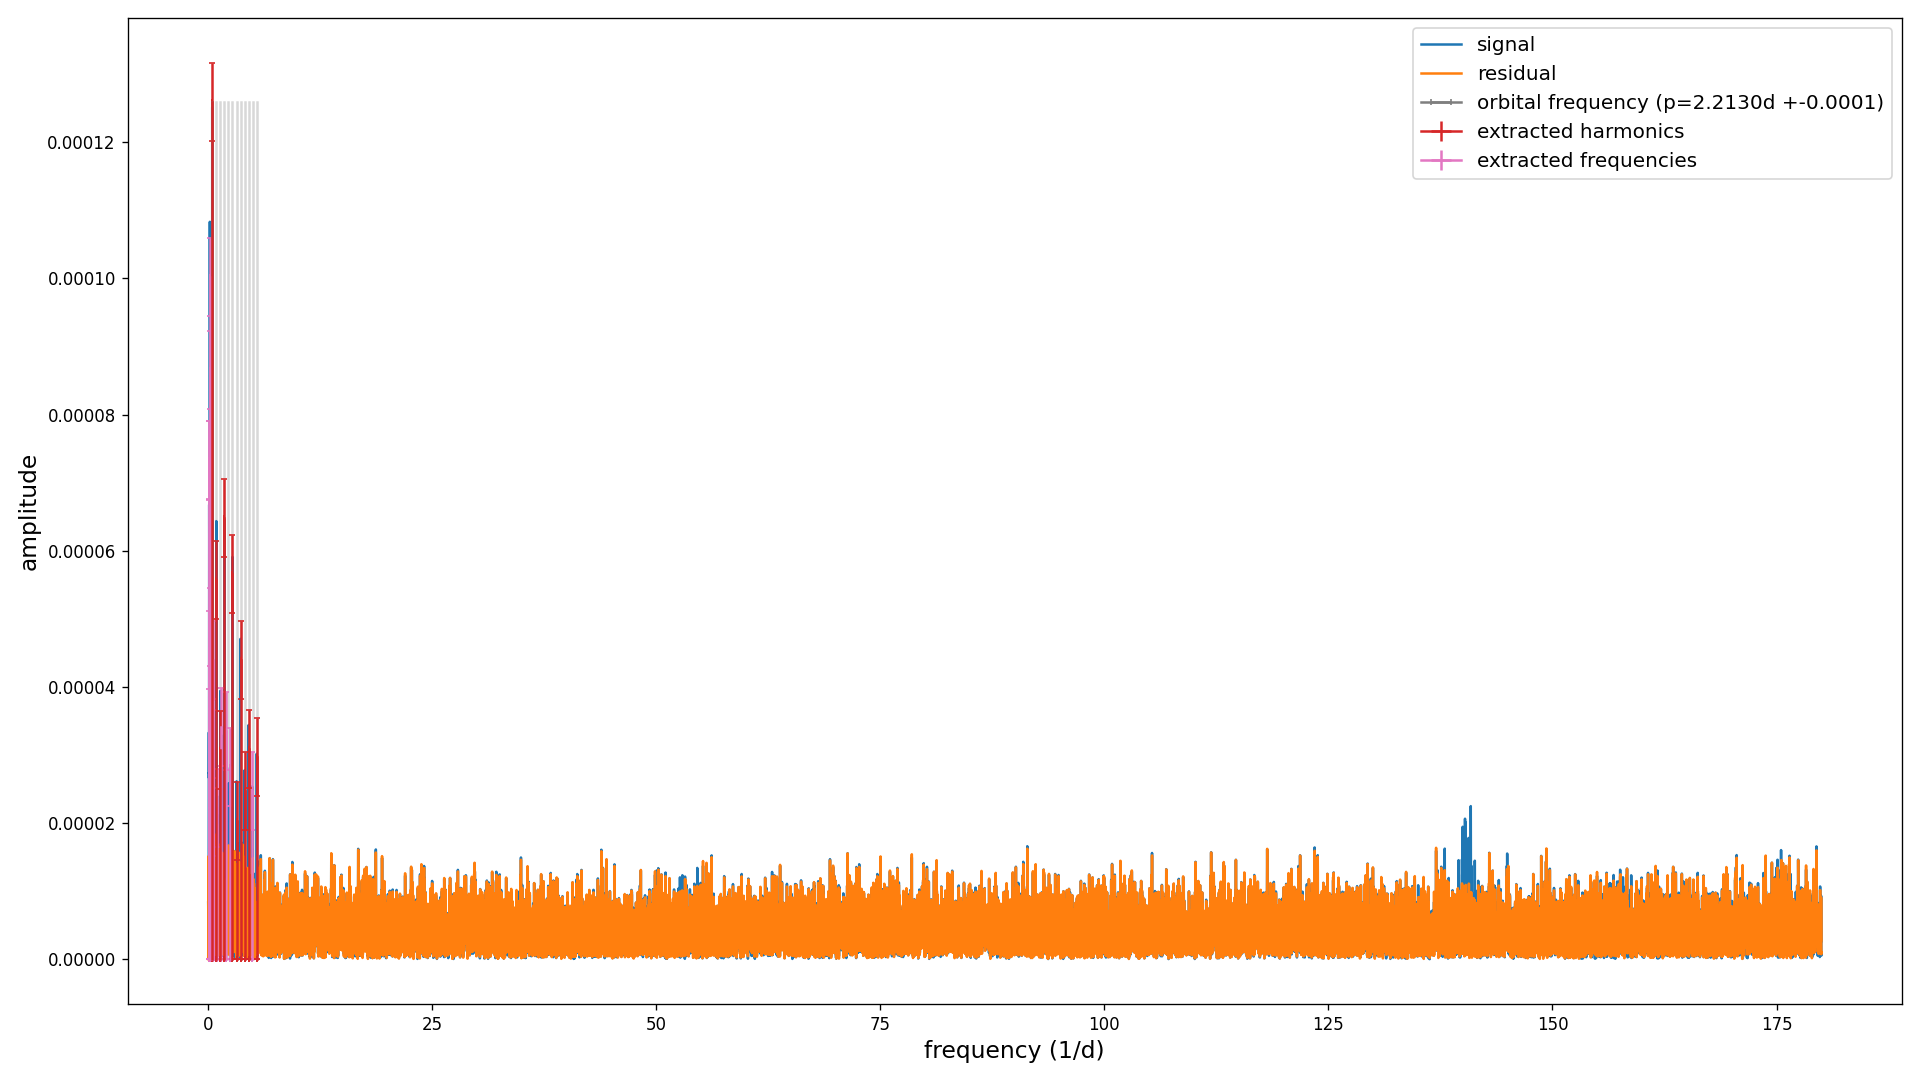 signal
residual
orbital frequency (p=2.2130d +-0.0001)
extracted harmonics
extracted frequencies
amplitude
0.00012
0.00010
0.00008
0.00006
0.00004
0.00002
0.00000
0 25 50 75 100 125 150 175
frequency (1/d)